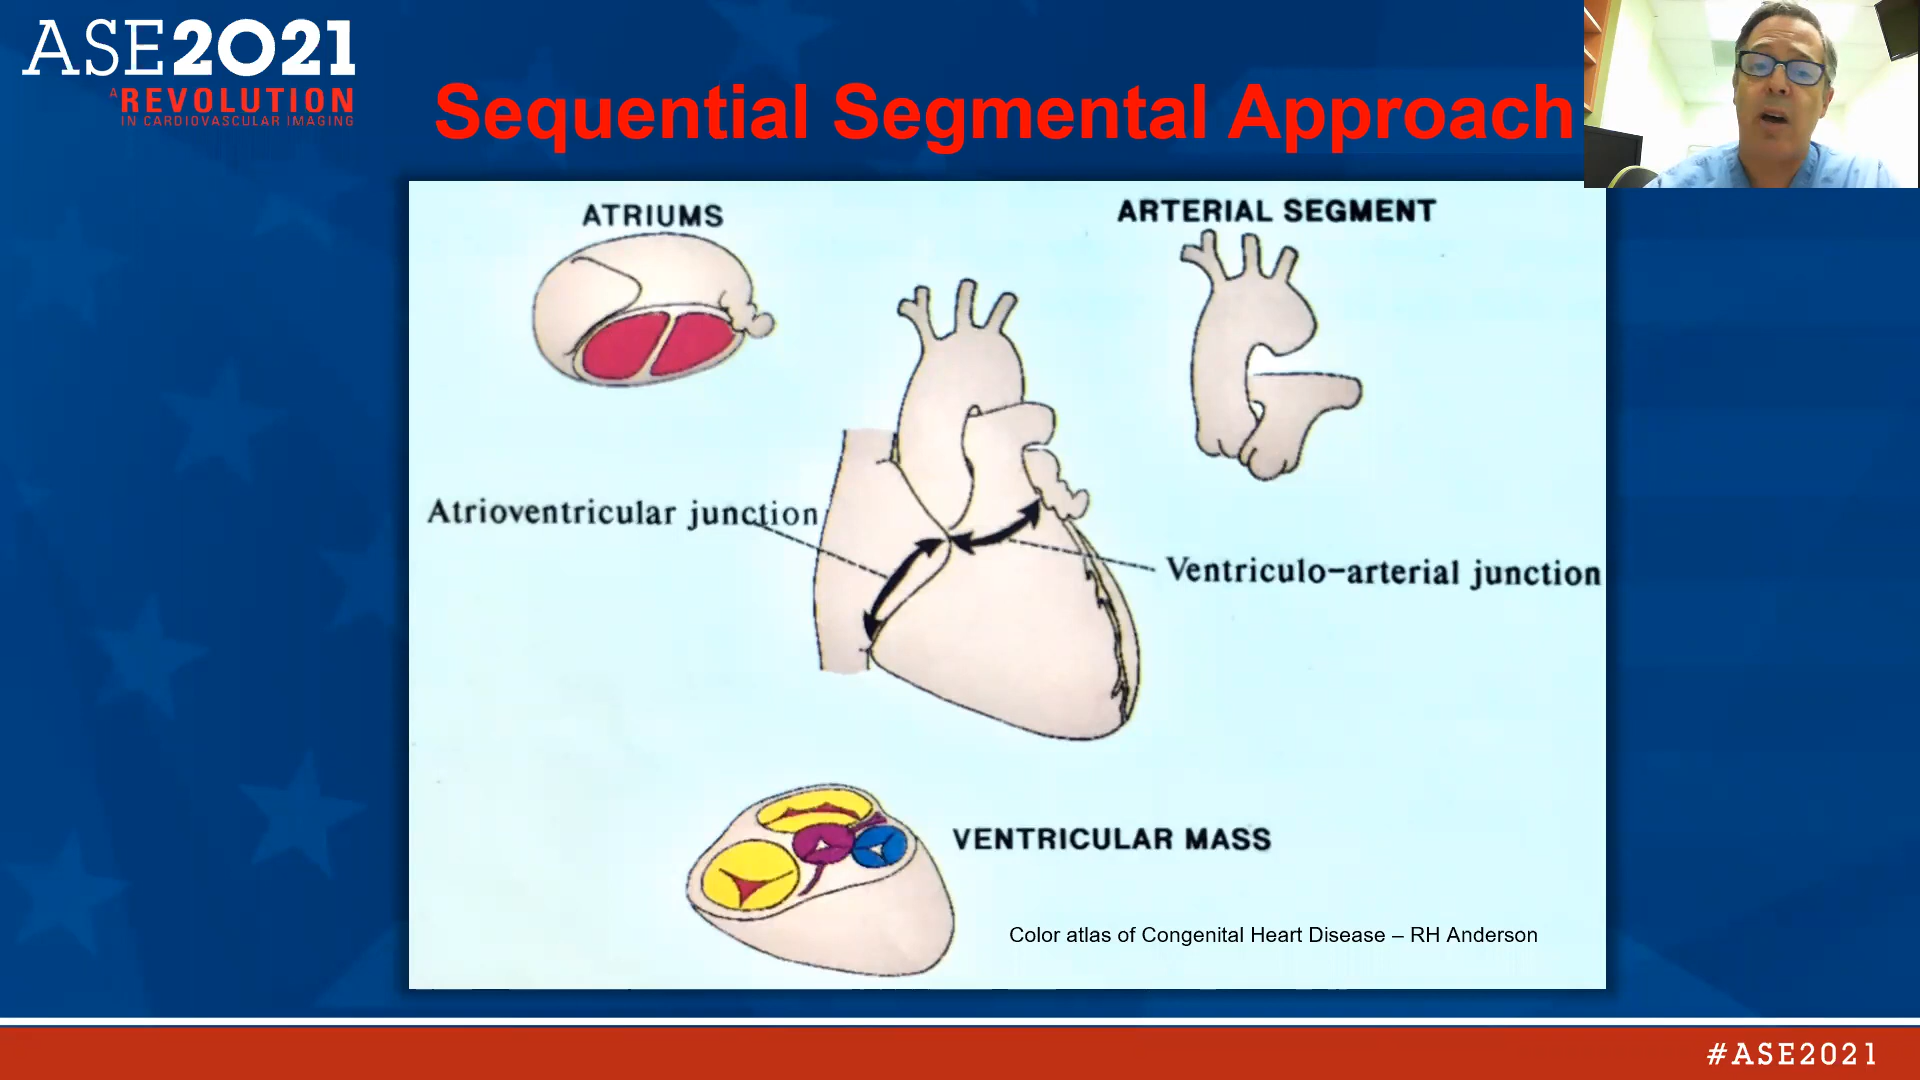 ASE2021
A REVOLUTION
IN CARDIOVASCULAR IMAGING
Sequential Segmental Approach
ATRIUMS
ARTERIAL SEGMENT
Atrioventricular junction
Ventriculo-arterial junction
VENTRICULAR MASS
Color atlas of Congenital Heart Disease – RH Anderson
#ASE2021